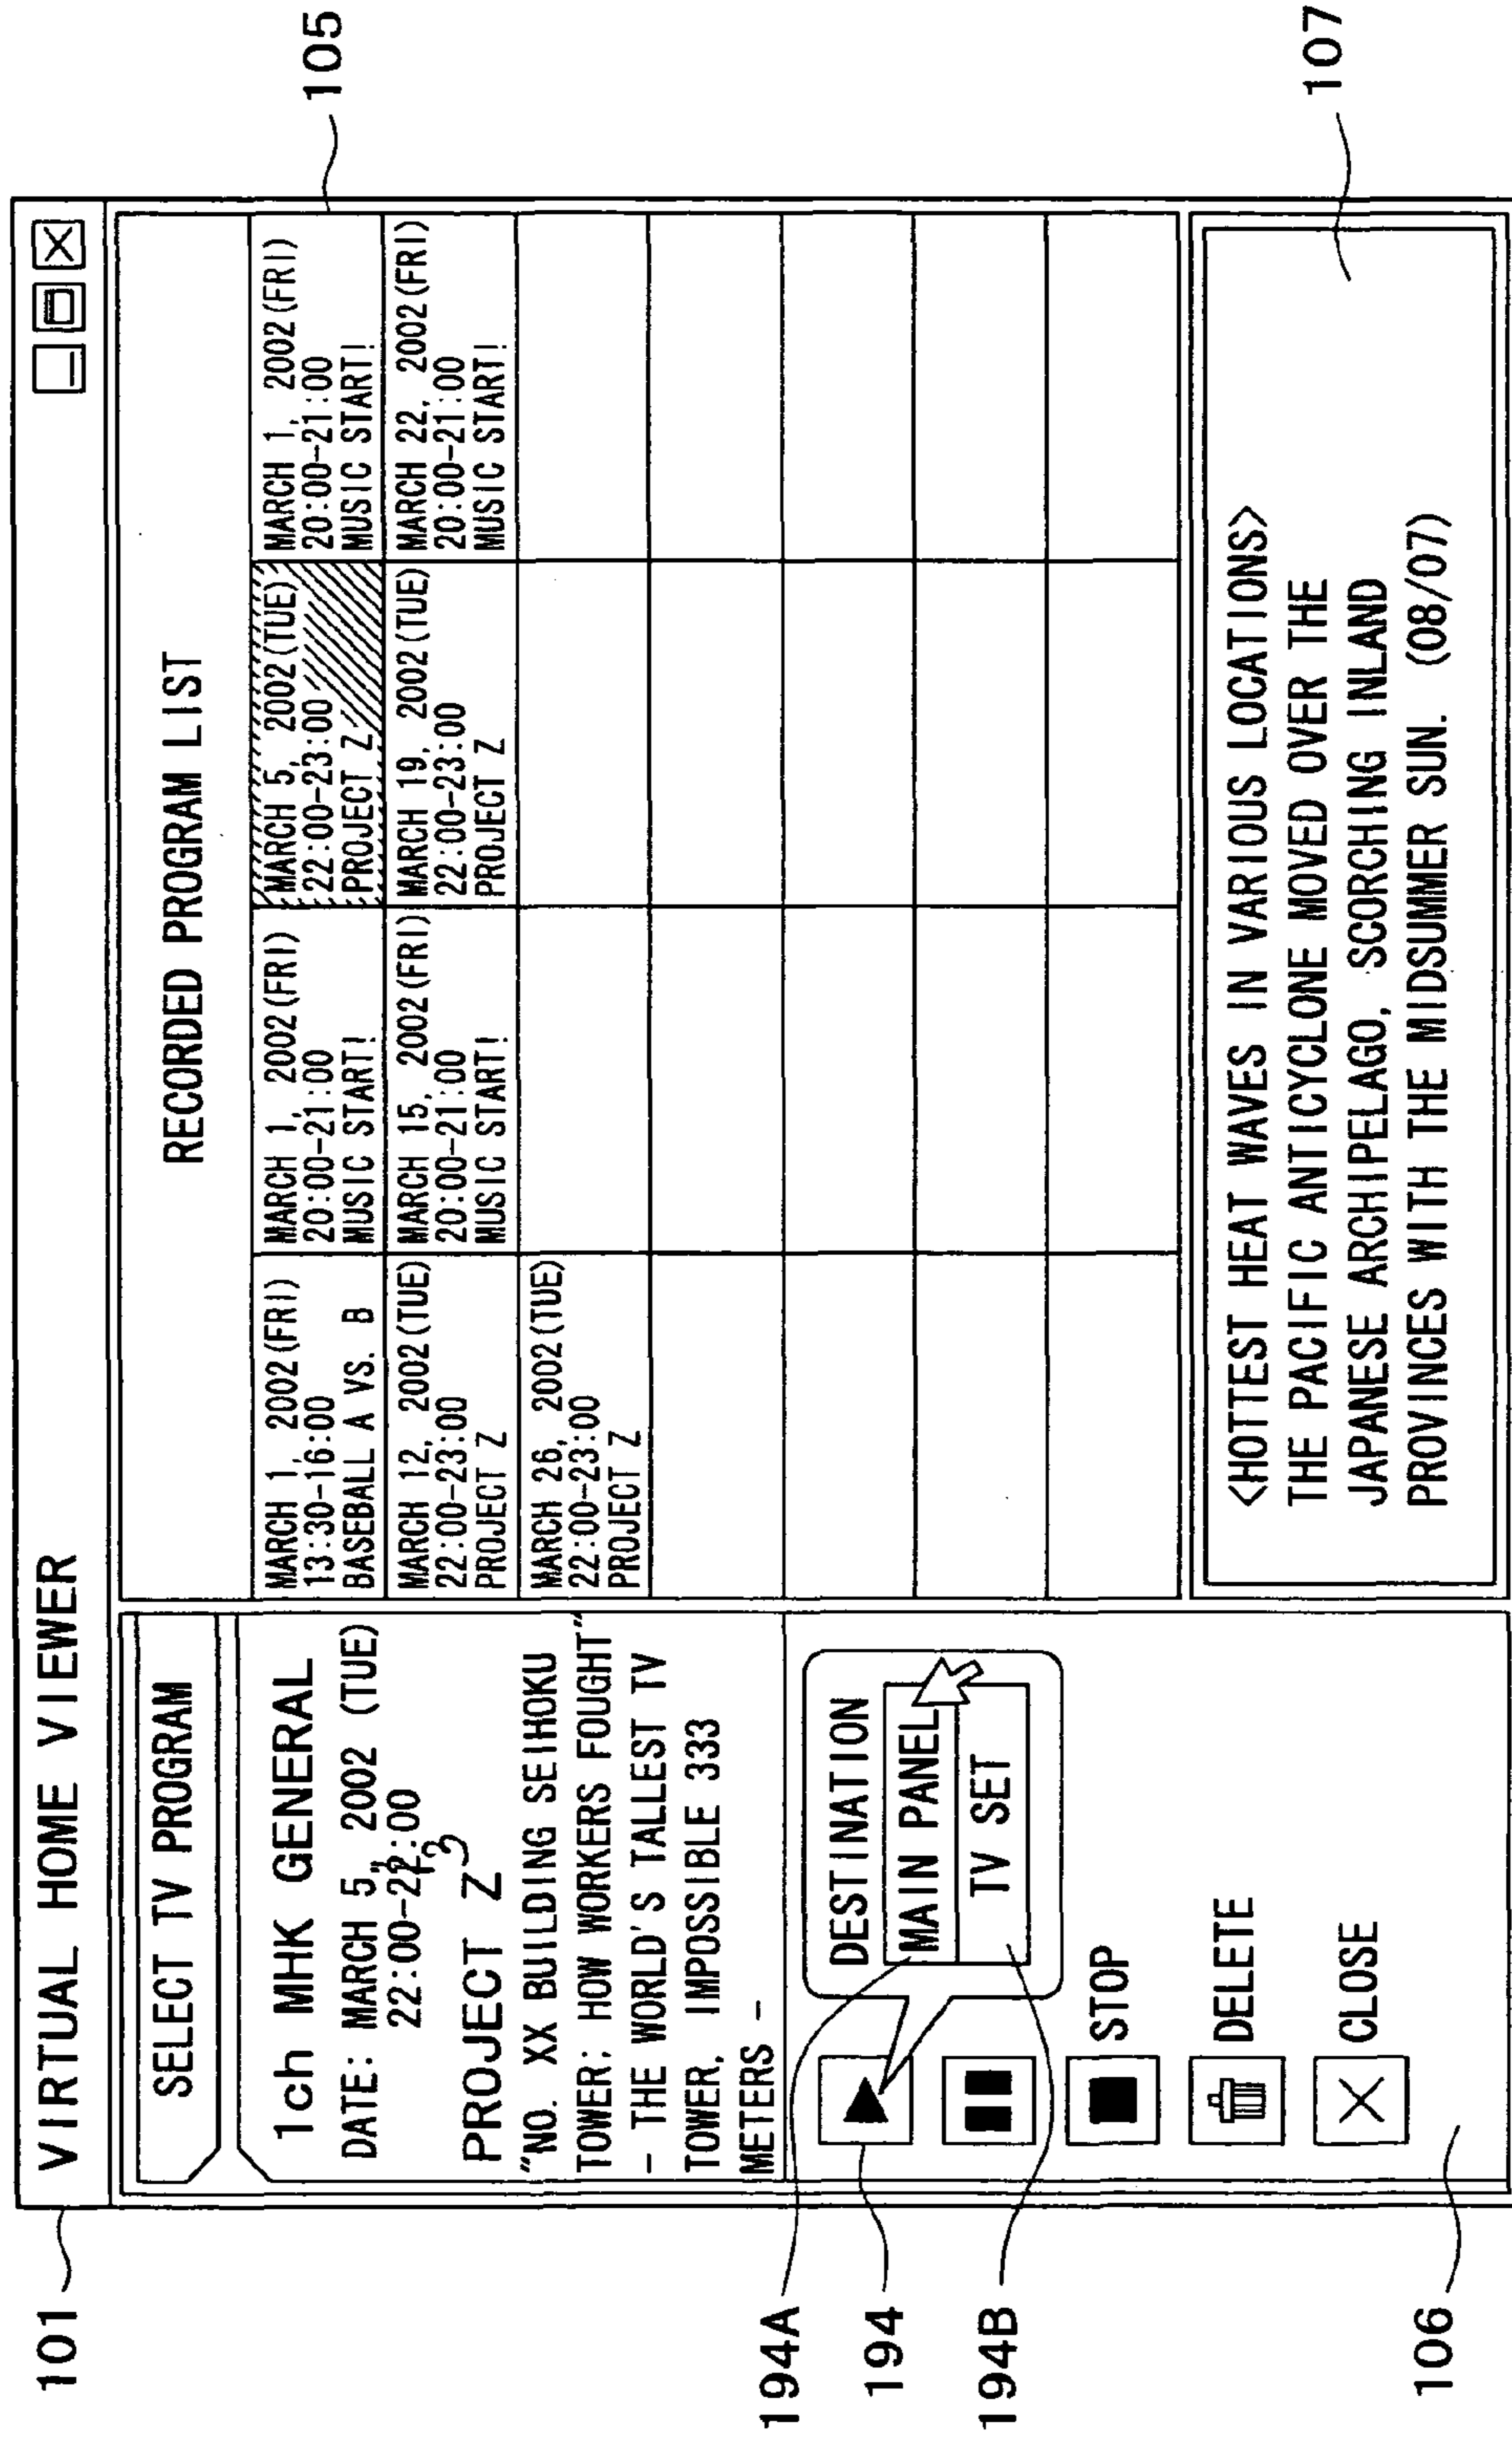 101
VIRTUAL HOME VIEWER
SELECT TV PROGRAM
1ch MHK GENERAL
DATE: MARCH 5, 2002 (TUE)
22:00-22:00
3
PROJECT Z
"NO. XX BUILDING SEIHOKU
TOWER; HOW WORKERS FOUGHT"
- THE WORLD'S TALLEST TV
TOWER, IMPOSSIBLE 333
METERS -
DESTINATION
MAIN PANEL
TV SET
STOP
DELETE
CLOSE
194A
194
194B
106
RECORDED PROGRAM LIST
MARCH 1, 2002(FRI)
13:30-16:00
BASEBALL A VS. B
MARCH 1, 2002(FRI)
20:00-21:00
MUSIC START!
MARCH 5, 2002(TUE)
22:00-23:00
PROJECT Z
MARCH 1, 2002(FRI)
20:00-21:00
MUSIC START!
MARCH 12, 2002(TUE)
22:00-23:00
PROJECT Z
MARCH 15, 2002(FRI)
20:00-21:00
MUSIC START!
MARCH 19, 2002(TUE)
22:00-23:00
PROJECT Z
MARCH 22, 2002(FRI)
20:00-21:00
MUSIC START!
MARCH 26, 2002(TUE)
22:00-23:00
PROJECT Z
105
<HOTTEST HEAT WAVES IN VARIOUS LOCATIONS>
THE PACIFIC ANTICYCLONE MOVED OVER THE
JAPANESE ARCHIPELAGO, SCORCHING INLAND
PROVINCES WITH THE MIDSUMMER SUN. (08/07)
107